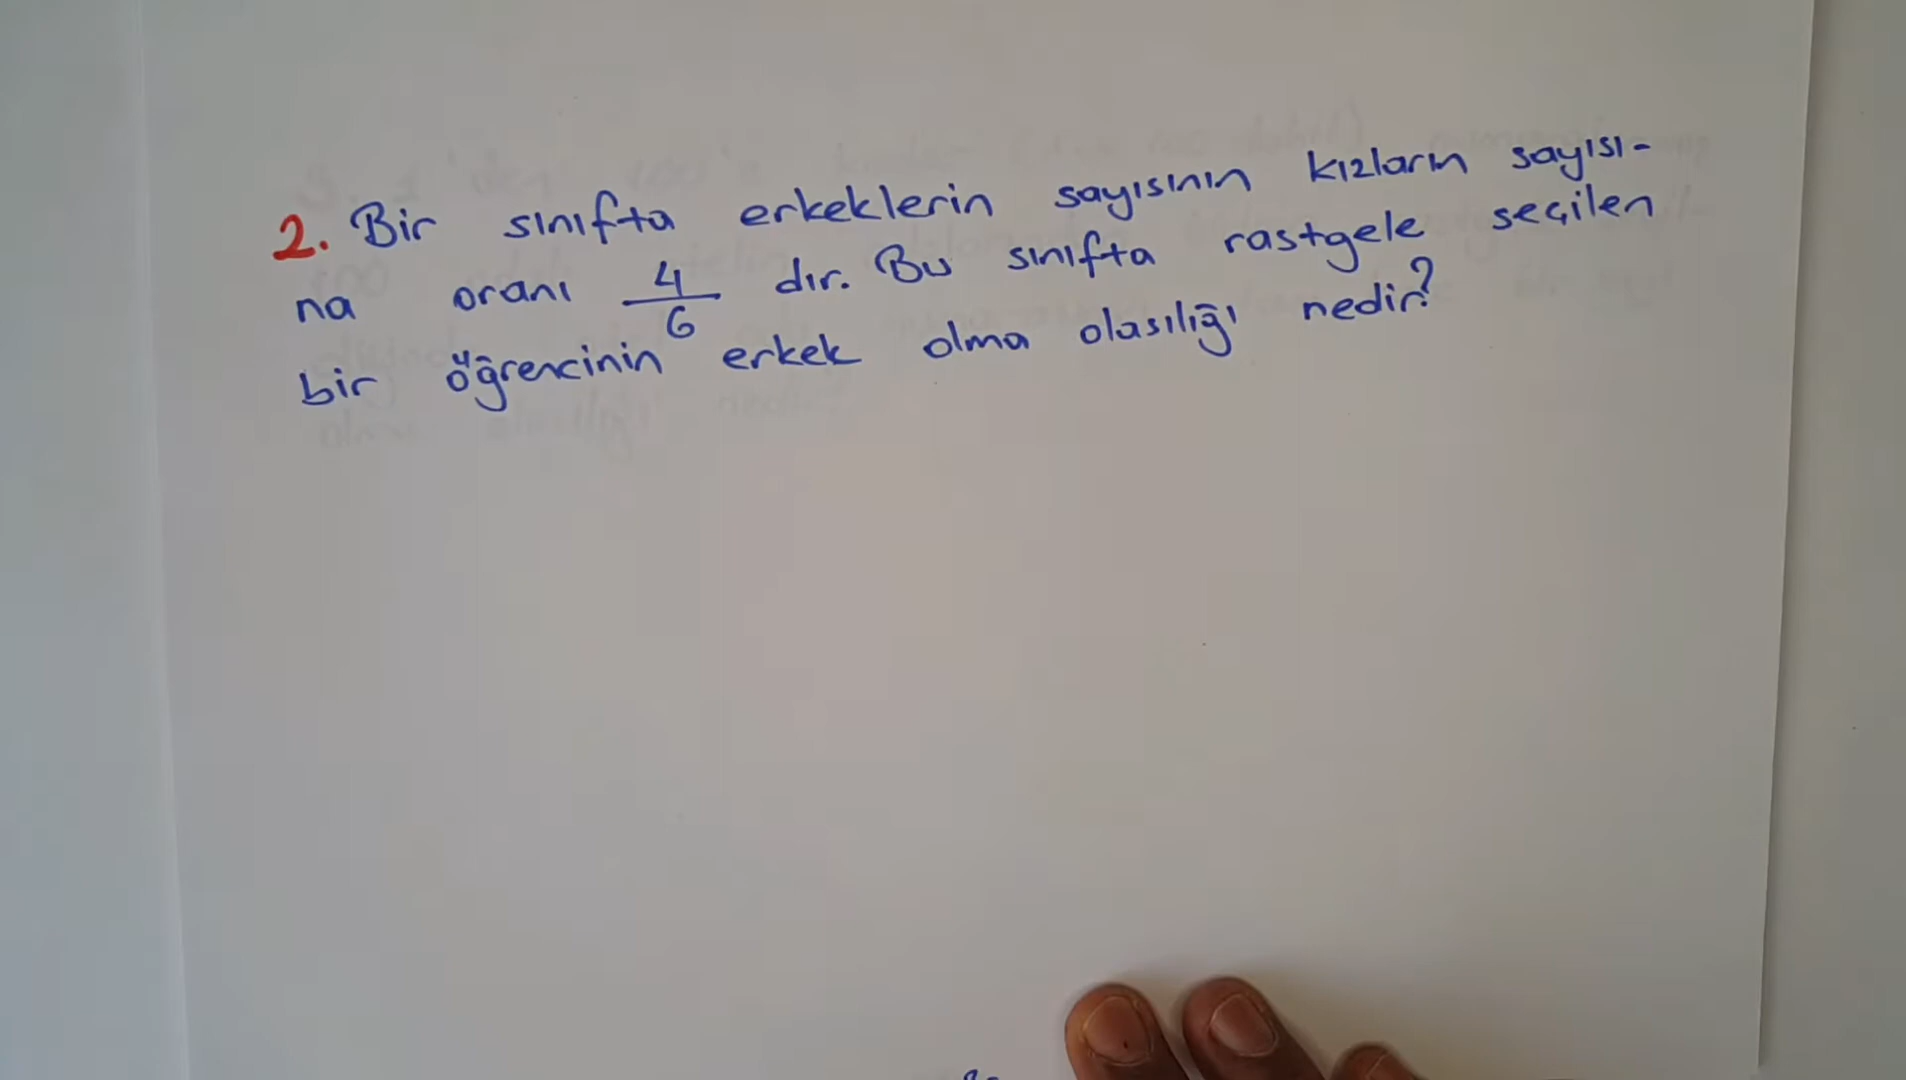 2. Bir sınıfta erkeklerin sayısının kızların sayısı-
na oranı 4/6 dır. Bu sınıfta rastgele seçilen
bir öğrencinin erkek olma olasılığı nedir?